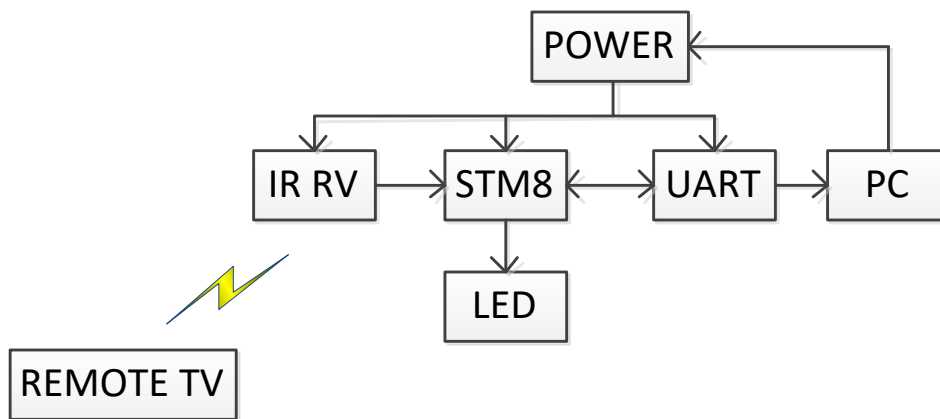 POWER
IR RV
STM8
UART
PC
LED
REMOTE TV